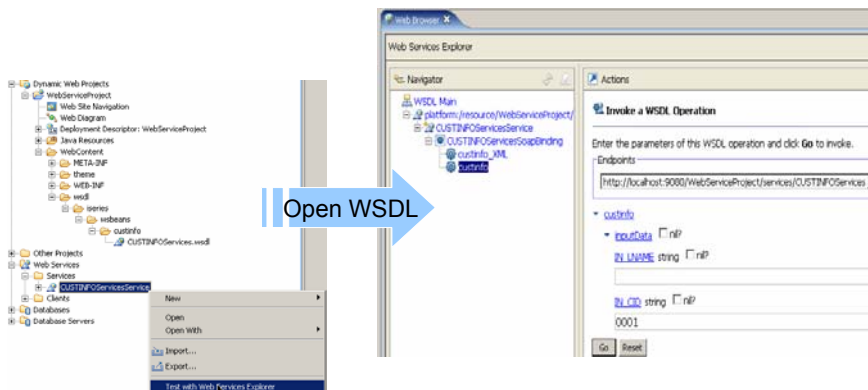 Dynamic Web Projects
WebServiceProject
Web Site Navigation
Web Diagram
Deployment Descriptor: WebServiceProject
Java Resources
WebContent
META-INF
theme
WEB-INF
wsdl
iseries
wsbeans
custinfo
CUSTINFOServices.wsdl
Other Projects
Web Services
Services
CUSTINFOServicesService
Clients
Databases
Database Servers
New
Open
Open With
Import...
Export...
Test with Web Services Explorer
Open WSDL
Web Browser
Web Services Explorer
Navigator
WSDL Main
platform:/resource/WebServiceProject/
CUSTINFOServicesService
CUSTINFOServicesSoapBinding
custinfo_XML
custinfo
Actions
Invoke a WSDL Operation
Enter the parameters of this WSDL operation and click Go to invoke.
Endpoints
http://localhost:9080/WebServiceProject/services/CUSTINFOServices
custinfo
inputData nil?
IN_LNAME string nil?
IN_CID string nil?
0001
Go Reset